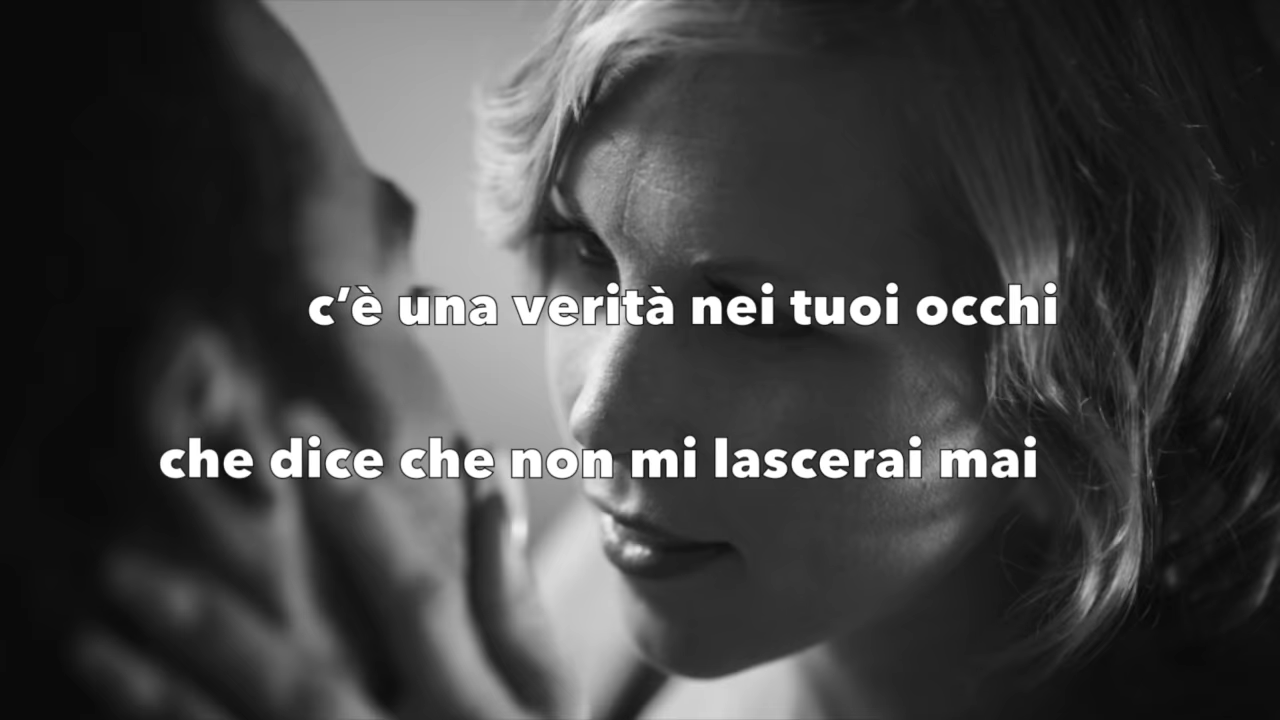 c’è una verità nei tuoi occhi
che dice che non mi lascerai mai